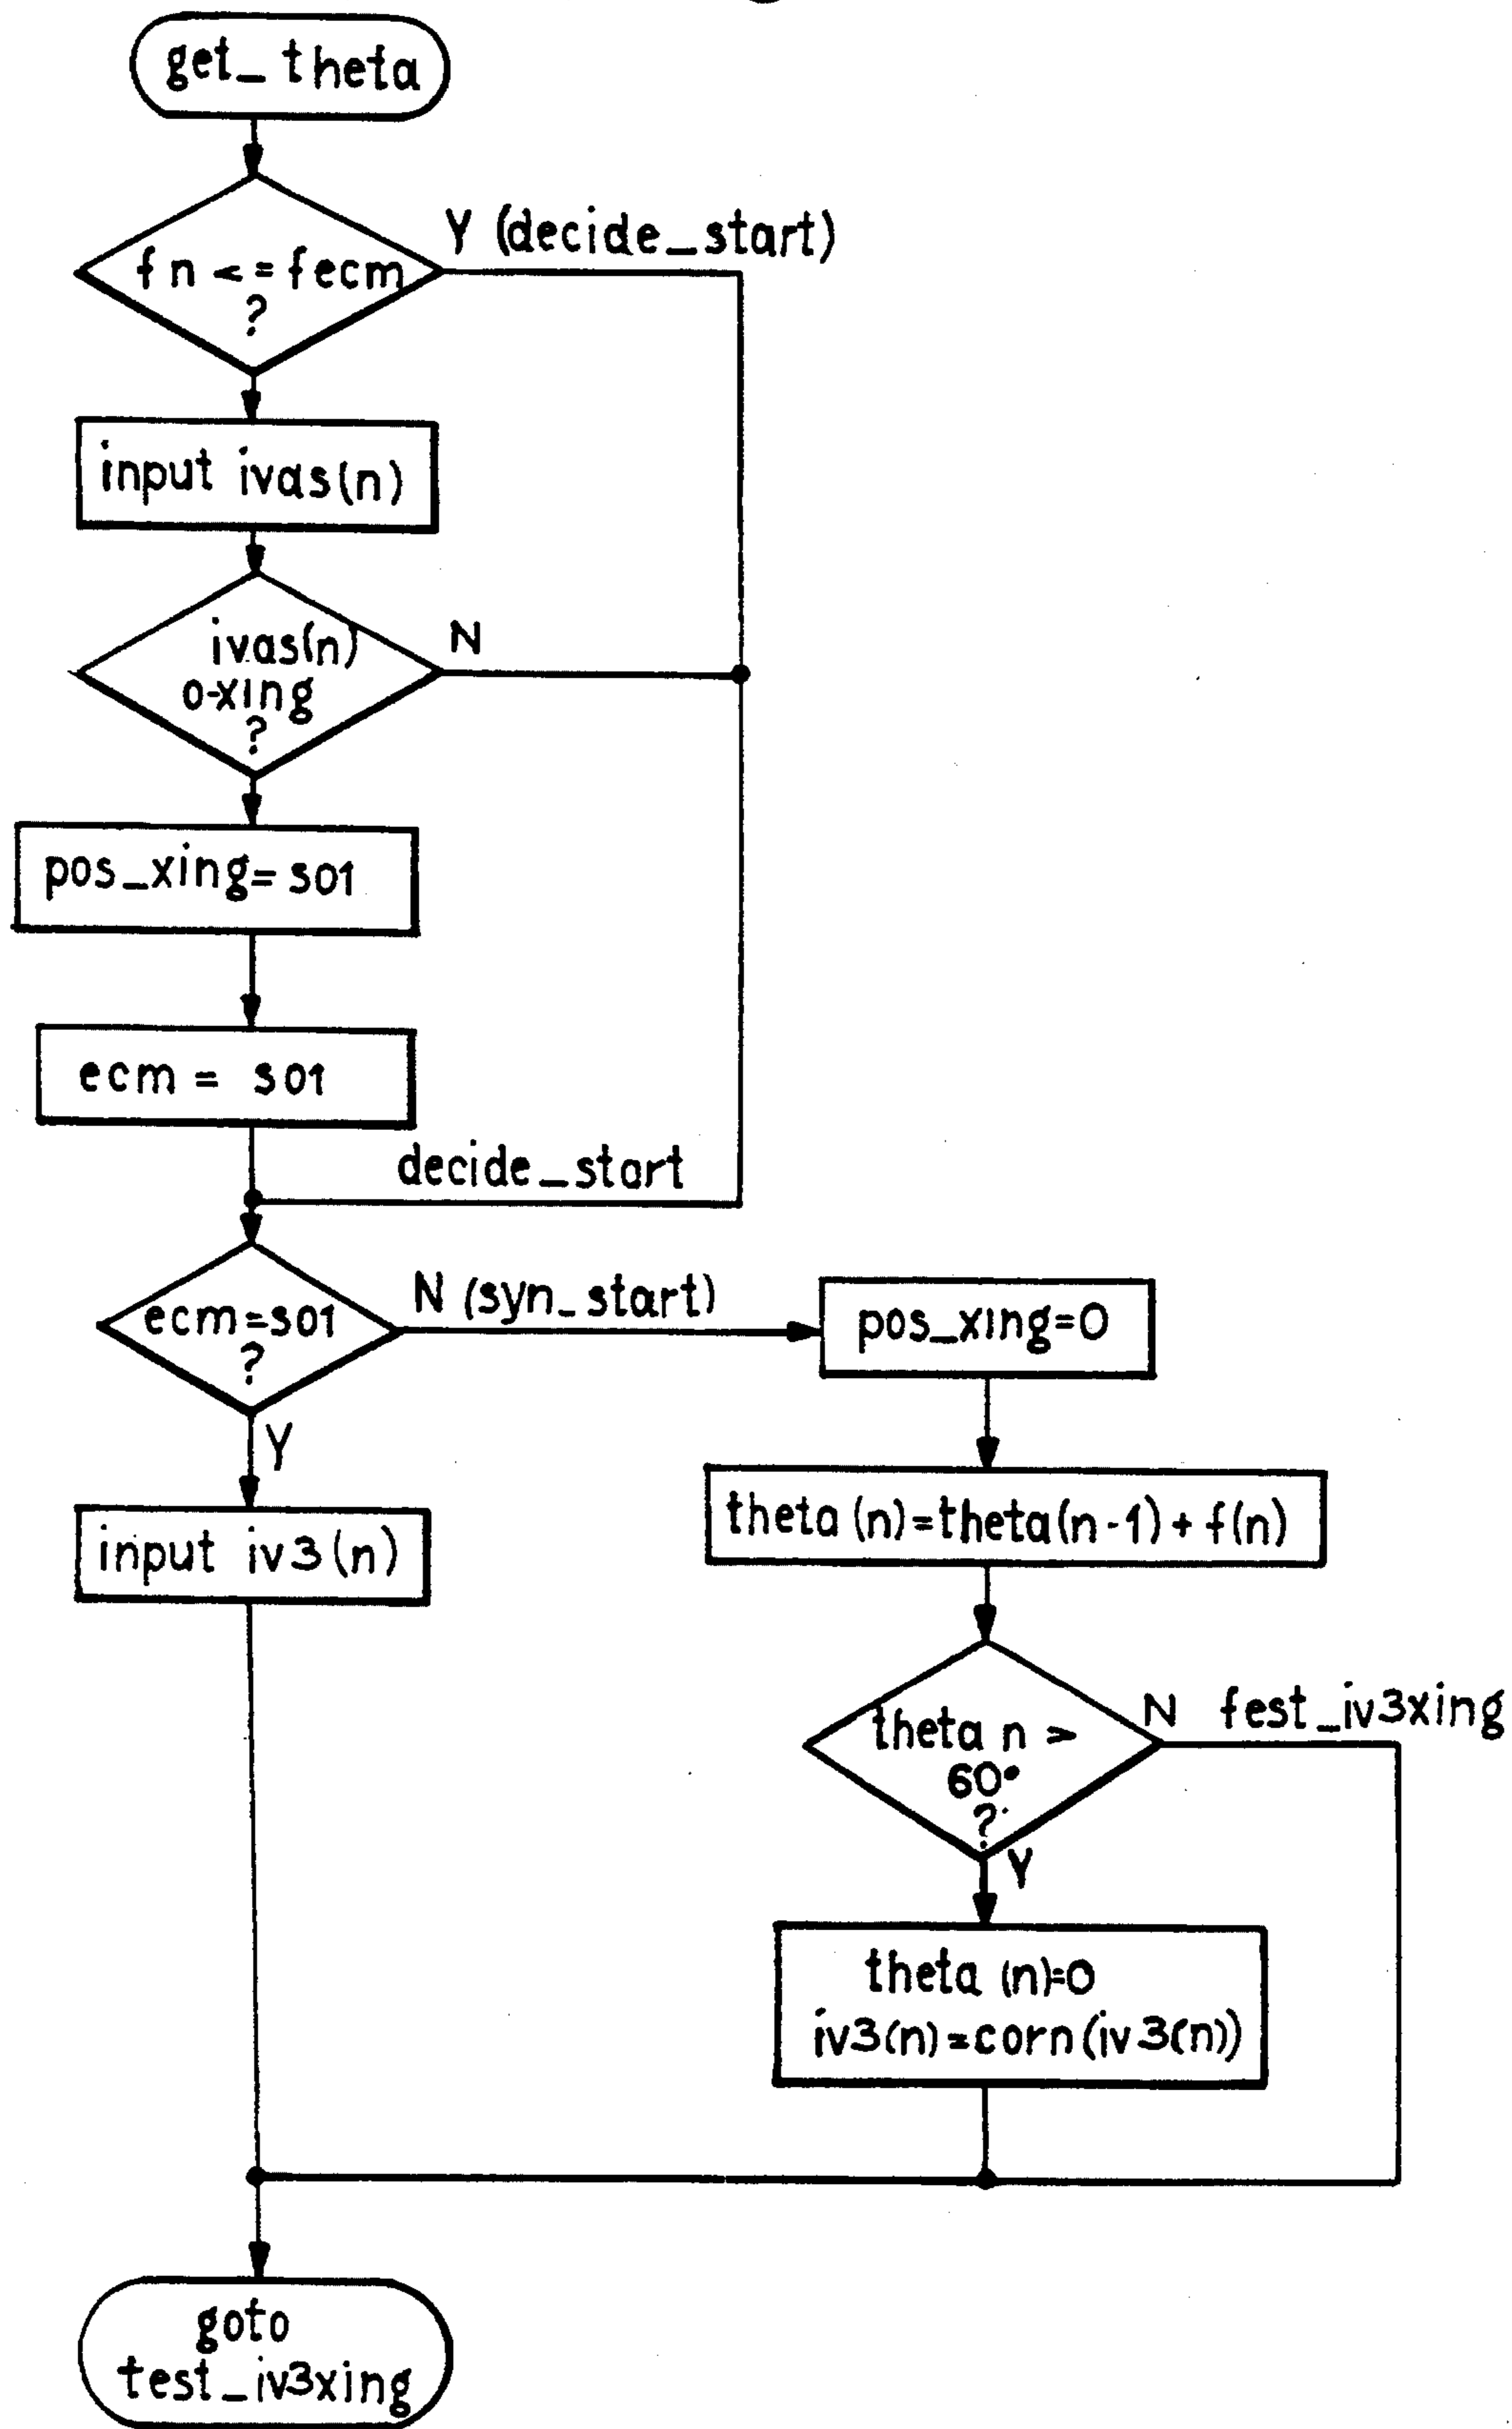 get_theta
Y (decide_start)
fn <= fecm
?
input ivas(n)
ivas(n)
N
0-xing
?
pos_xing= s01
ecm = s01
decide_start
ecm=s01
?
N (syn_start)
pos_xing=0
Y
input iv3(n)
theta (n)=theta(n-1)+ f(n)
theta n >
60°
?
N fest_iv3xing
Y
theta (n)=0
iv3(n)=corn(iv3(n))
goto
test_iv3xing